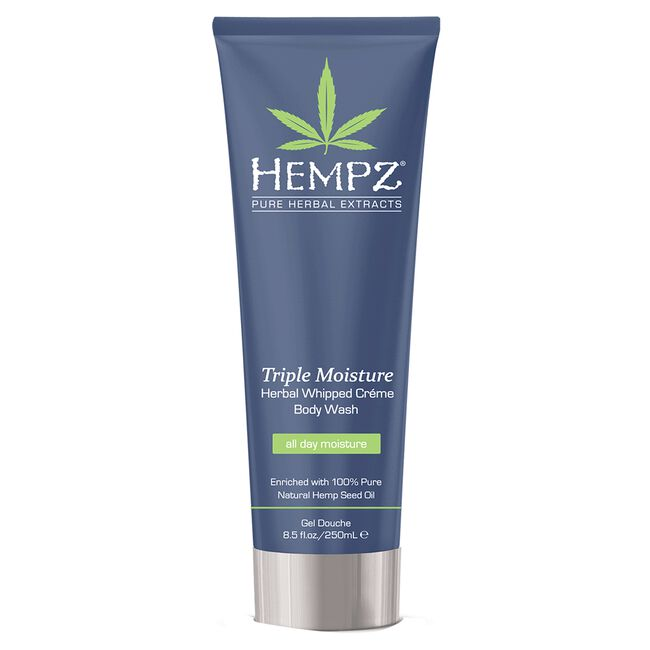 HEMPZ®
PURE HERBAL EXTRACTS
Triple Moisture
Herbal Whipped Créme
Body Wash
all day moisture
Enriched with 100% Pure
Natural Hemp Seed Oil
Gel Douche
8.5 fl.oz./250mL ℮